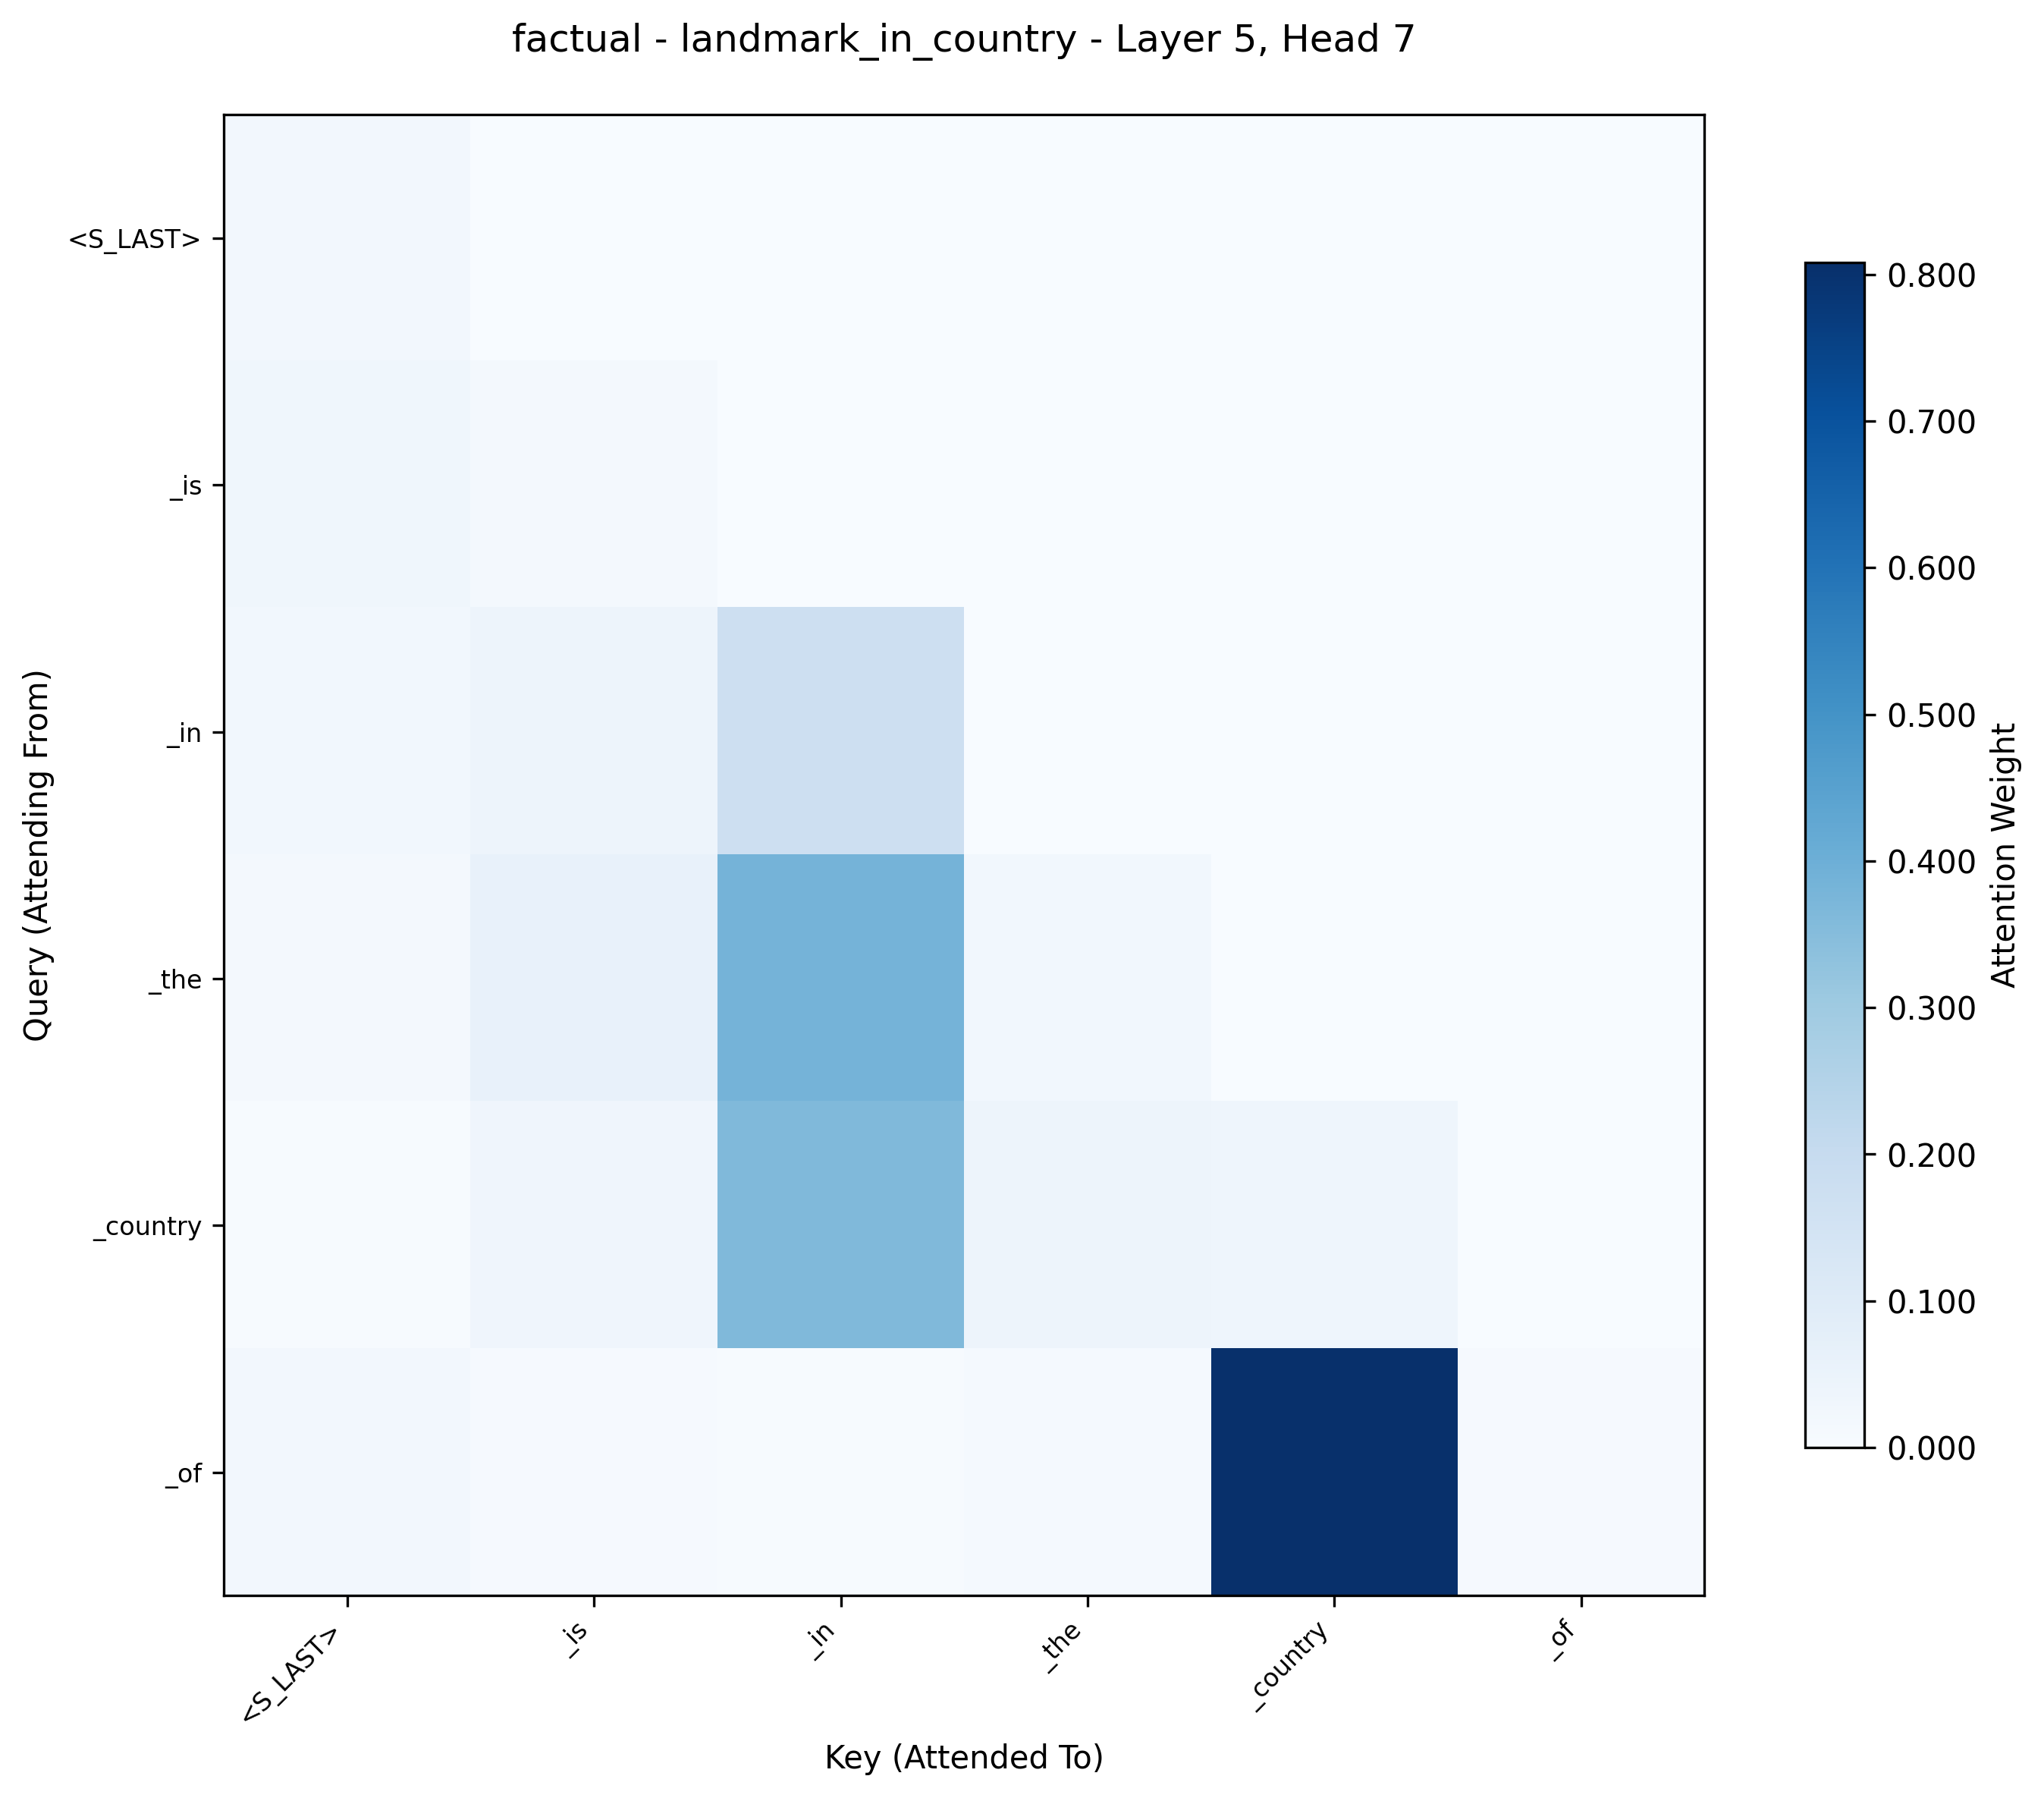 factual - landmark_in_country - Layer 5, Head 7
Query (Attending From)
<S_LAST>
_is
_in
_the
_country
_of
<S_LAST>
_is
_in
_the
_country
_of
Key (Attended To)
0.800
0.700
0.600
0.500
0.400
0.300
0.200
0.100
0.000
Attention Weight